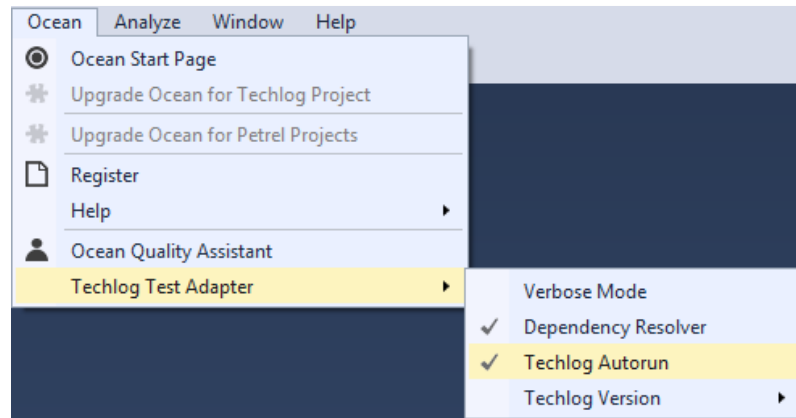 Ocean Analyze Window Help
Ocean Start Page
Upgrade Ocean for Techlog Project
Upgrade Ocean for Petrel Projects
Register
Help
Ocean Quality Assistant
Techlog Test Adapter
Verbose Mode
Dependency Resolver
Techlog Autorun
Techlog Version